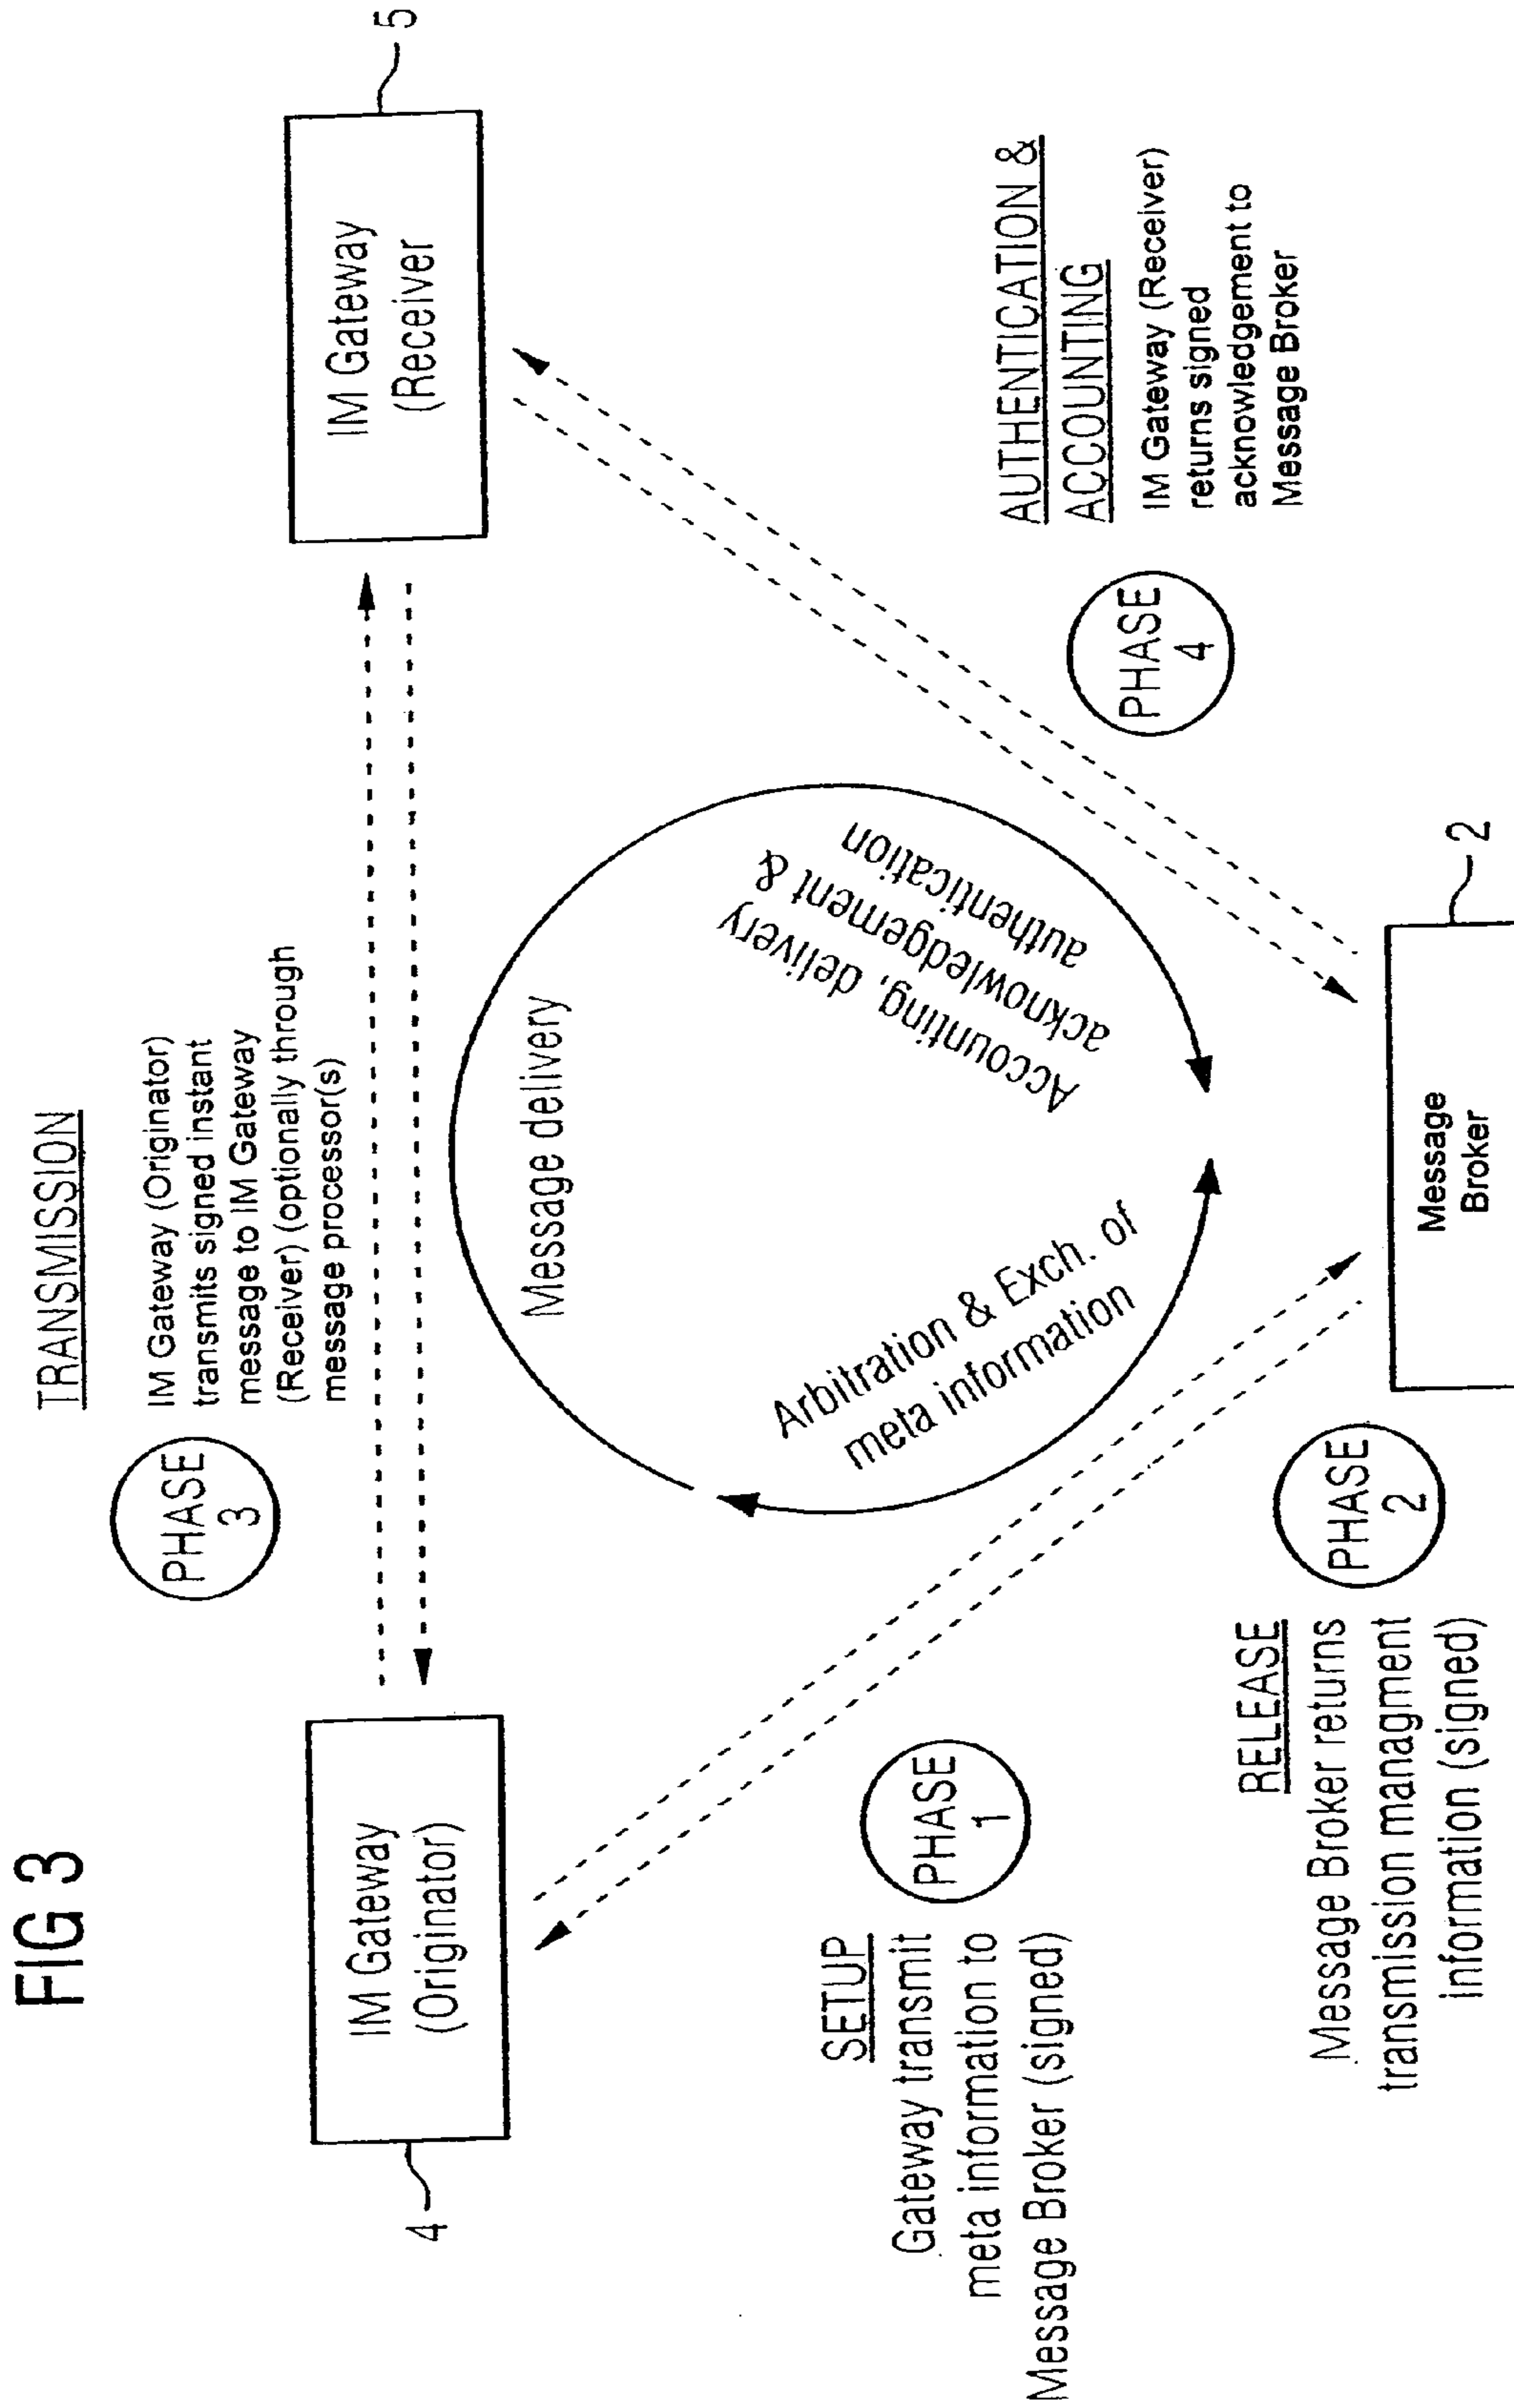 FIG 3
TRANSMISSION
PHASE
3
IM Gateway (Originator)
transmits signed instant
message to IM Gateway
(Receiver) (optionally through
message processor(s)
IM Gateway
(Originator)
4
IM Gateway
(Receiver)
5
Message delivery
Arbitration & Exch. of
meta information
Accounting, delivery
acknowledgement &
authentication
SETUP
PHASE
1
Gateway transmit
meta information to
Message Broker (signed)
AUTHENTICATION &
ACCOUNTING
PHASE
4
IM Gateway (Receiver)
returns signed
acknowledgement to
Message Broker
RELEASE
PHASE
2
Message Broker returns
transmission managment
information (signed)
Message
Broker
2